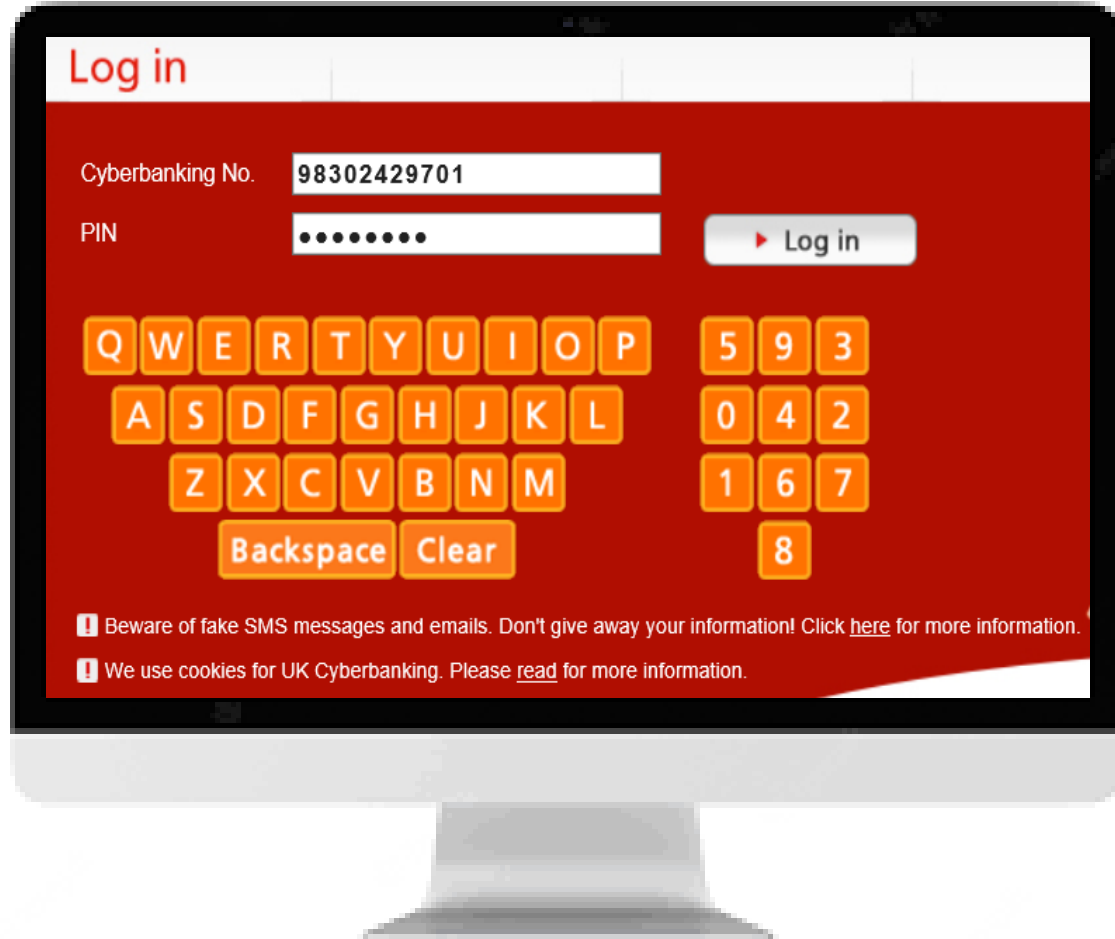 Log in
Cyberbanking No. 98302429701
PIN ●●●●●●●●
Log in
Q W E R T Y U I O P 5 9 3
A S D F G H J K L 0 4 2
Z X C V B N M 1 6 7
Backspace Clear 8
! Beware of fake SMS messages and emails. Don't give away your information! Click here for more information.
! We use cookies for UK Cyberbanking. Please read for more information.